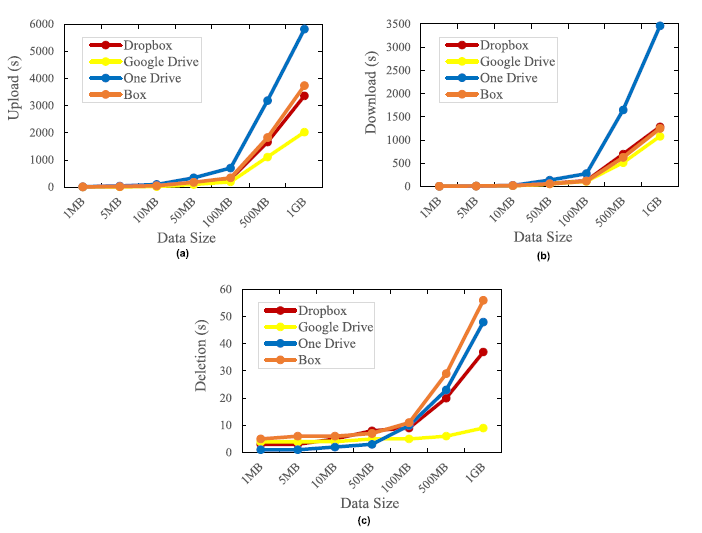 6000
5000
4000
3000
2000
1000
0
Upload (s)
Dropbox
Google Drive
One Drive
Box
1MB
5MB
10MB
50MB
100MB
500MB
1GB
Data Size
(a)
3500
3000
2500
2000
1500
1000
500
0
Download (s)
Dropbox
Google Drive
One Drive
Box
1MB
5MB
10MB
50MB
100MB
500MB
1GB
Data Size
(b)
60
50
40
30
20
10
0
Deletion (s)
Dropbox
Google Drive
One Drive
Box
1MB
5MB
10MB
50MB
100MB
500MB
1GB
Data Size
(c)